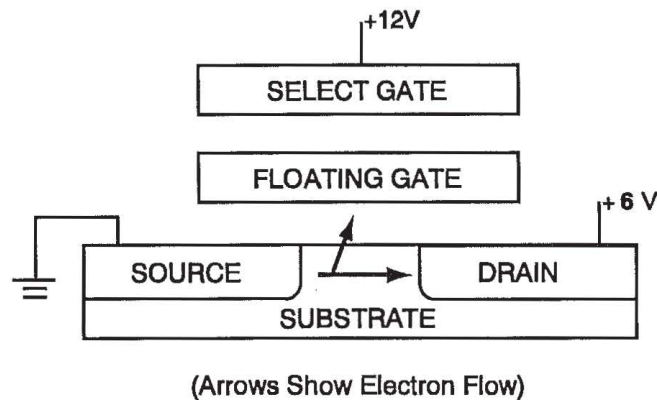 +12V
SELECT GATE
FLOATING GATE
+ 6 V
SOURCE
DRAIN
SUBSTRATE
(Arrows Show Electron Flow)